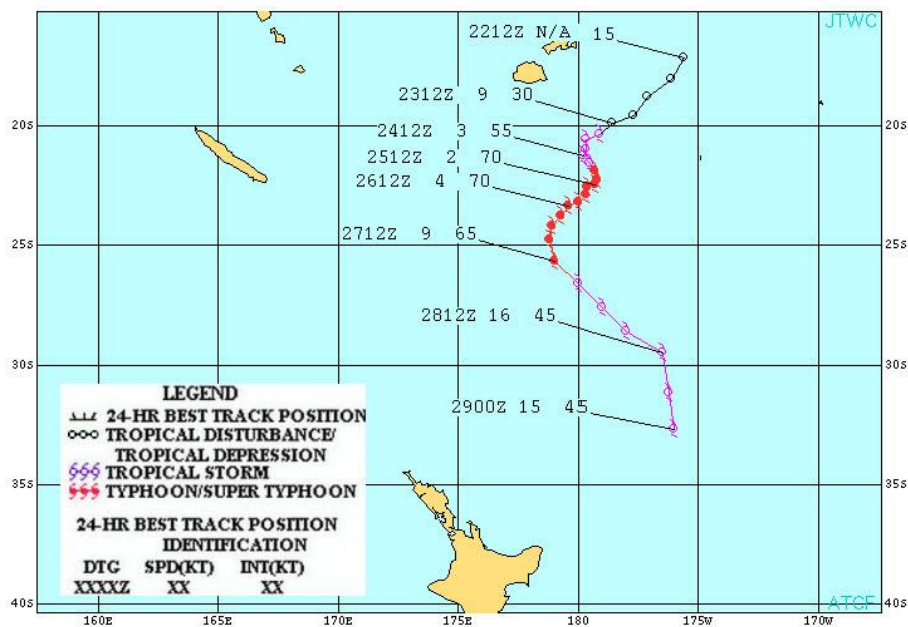 JTWC
2212Z N/A 15
2312Z 9 30
20S 20S
2412Z 3 55
2512Z 2 70
2612Z 4 70
2712Z 9 65
25S 25S
2812Z 16 45
30S 30S
LEGEND
24-HR BEST TRACK POSITION
TROPICAL DISTURBANCE/
TROPICAL DEPRESSION
TROPICAL STORM
TYPHOON/SUPER TYPHOON
2900Z 15 45
35S 35S
24-HR BEST TRACK POSITION
IDENTIFICATION
DTG SPD(KT) INT(KT)
XXXXZ XX XX
40S 40S
ATCF
160E 165E 170E 175E 180 175W 170W